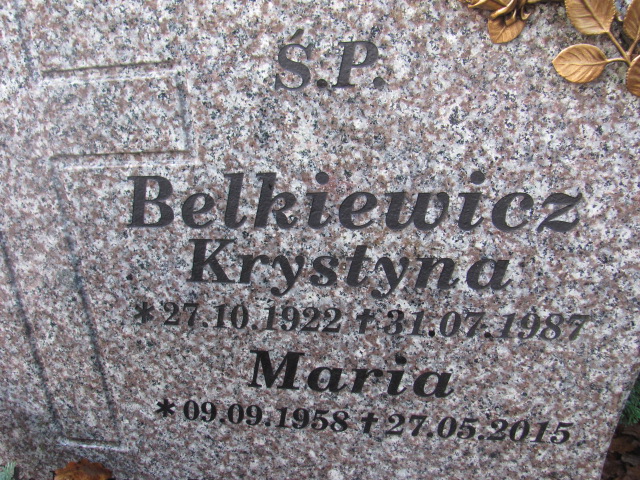 Ś.P.
Belkiewicz
Krystyna
* 27.10.1922 † 31.07.1987
Maria
* 09.09.1958 † 27.05.2015